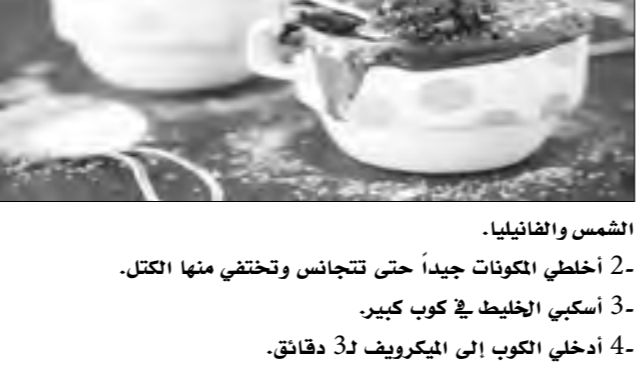 الشمس والفانيليا.
2- أخلطي المكونات جيداً حتى تتجانس وتختفي منها الكتل.
3- أسكبي الخليط في كوب كبير.
4- أدخلي الكوب إلى الميكرويف لـ3 دقائق.